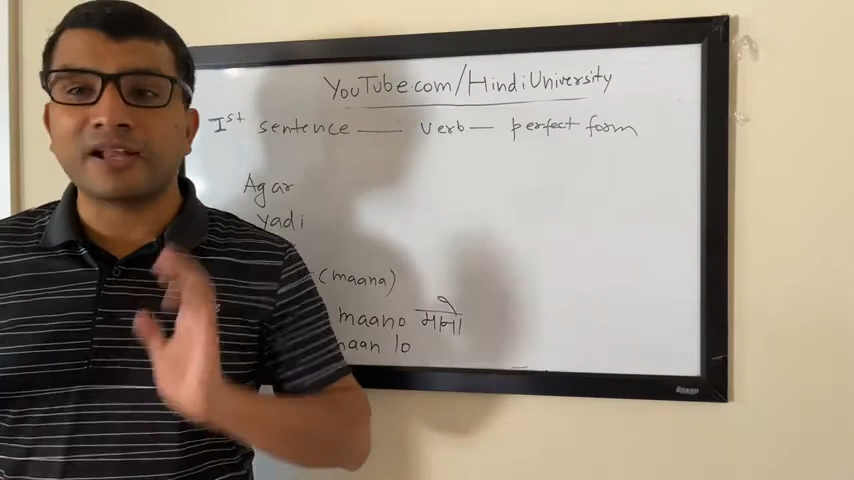 YouTube.com/HindiUniversity
Ist sentence —— verb — perfect form
Agar
yadi
(maana)
maano
maan lo